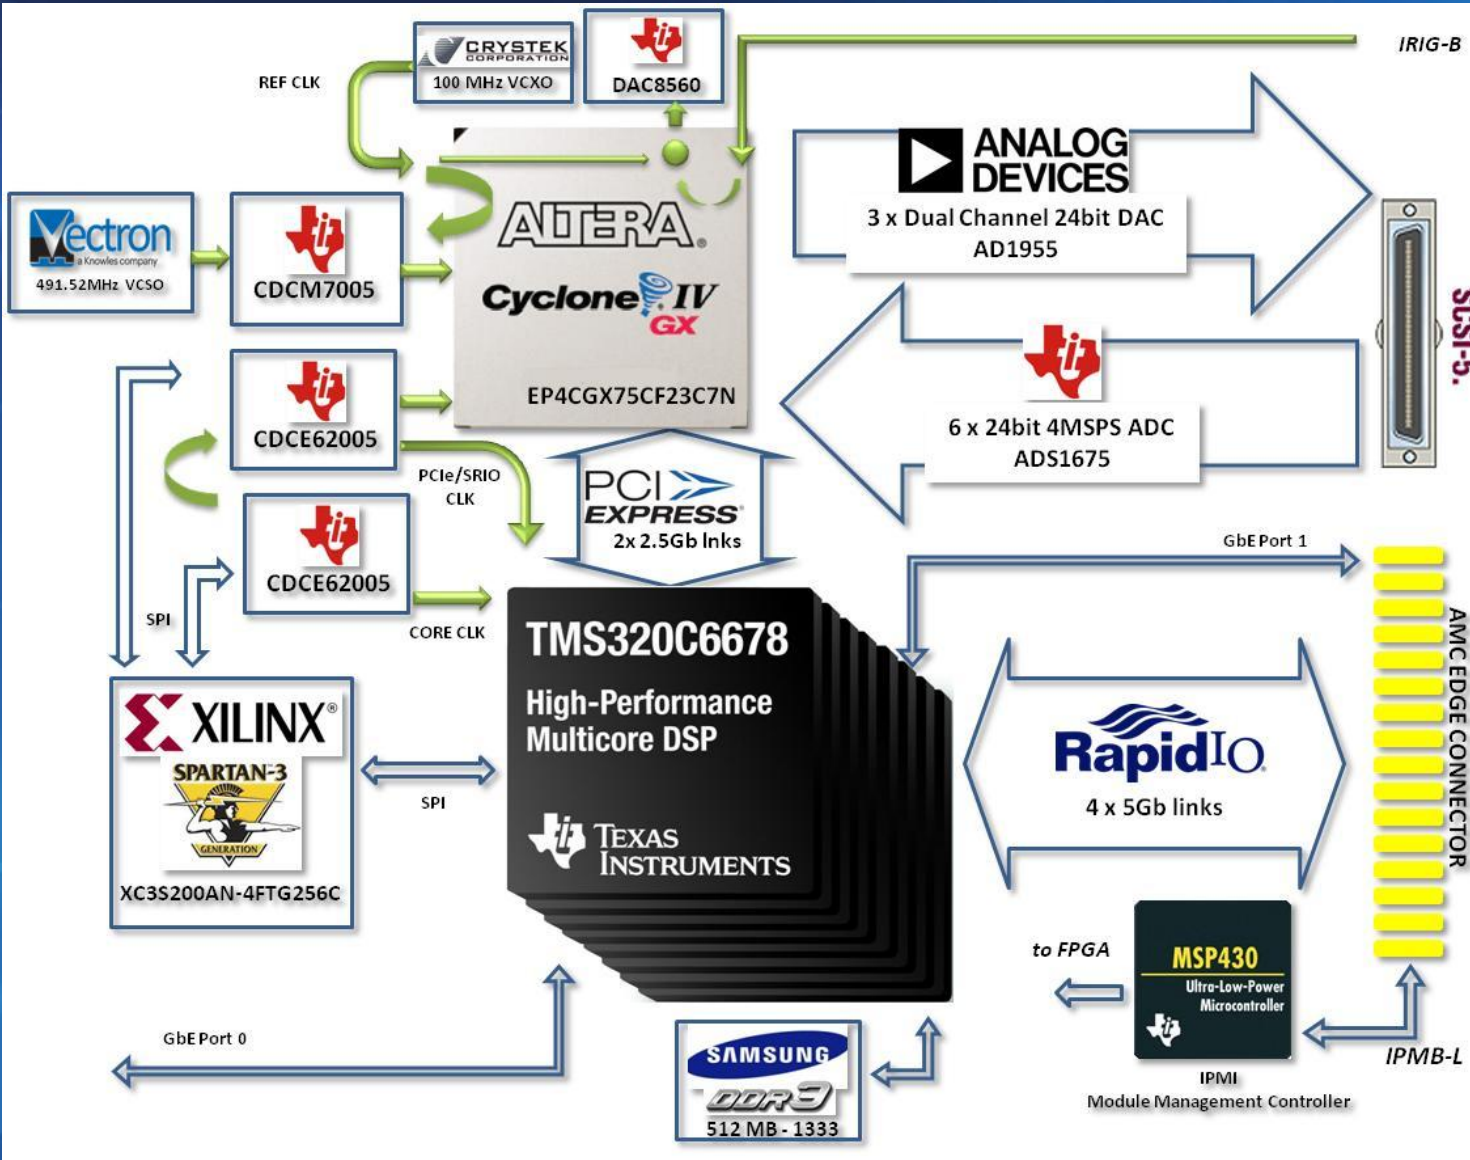 CRYSTEK
CORPORATION
100 MHz VCXO
DAC8560
IRIG-B
REF CLK
ANALOG
DEVICES
3 x Dual Channel 24bit DAC
AD1955
Vectron
a Knowles company
491.52MHz VCSO
CDCM7005
ALTERA®
Cyclone IV
GX
EP4CGX75CF23C7N
SCSI-5.
6 x 24bit 4MSPS ADC
ADS1675
CDCE62005
PCIe/SRIO
CLK
PCI
EXPRESS®
2x 2.5Gb lnks
GbE Port 1
CDCE62005
SPI
CORE CLK
TMS320C6678
High-Performance
Multicore DSP
TEXAS
INSTRUMENTS
AMC EDGE CONNECTOR
XILINX®
SPARTAN-3
GENERATION
XC3S200AN-4FTG256C
SPI
RapidIO
4 x 5Gb links
to FPGA
MSP430
Ultra-Low-Power
Microcontroller
IPMB-L
IPMI
Module Management Controller
GbE Port 0
SAMSUNG
DDR3
512 MB - 1333